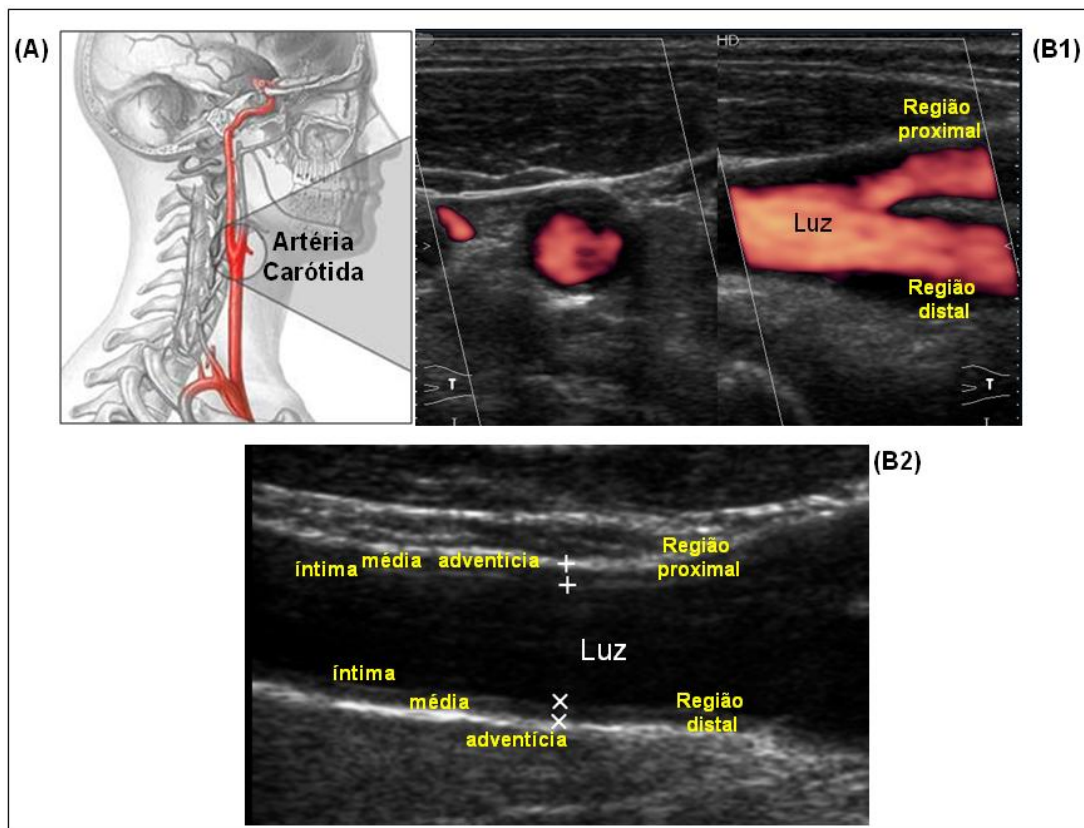 (A)
Artéria
Carótida
HD
(B1)
Região
proximal
Luz
Região
distal
T
T
(B2)
íntima
média
adventícia
Região
proximal
Luz
íntima
média
adventícia
Região
distal